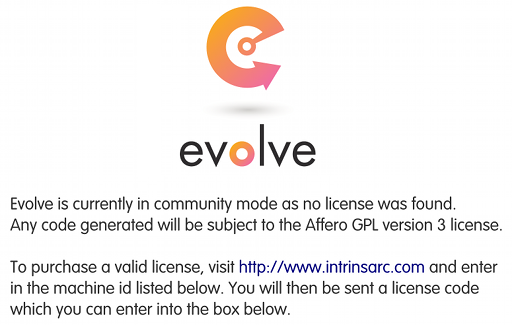 evolve
Evolve is currently in community mode as no license was found.
Any code generated will be subject to the Affero GPL version 3 license.
To purchase a valid license, visit http://www.intrinsarc.com and enter
in the machine id listed below. You will then be sent a license code
which you can enter into the box below.